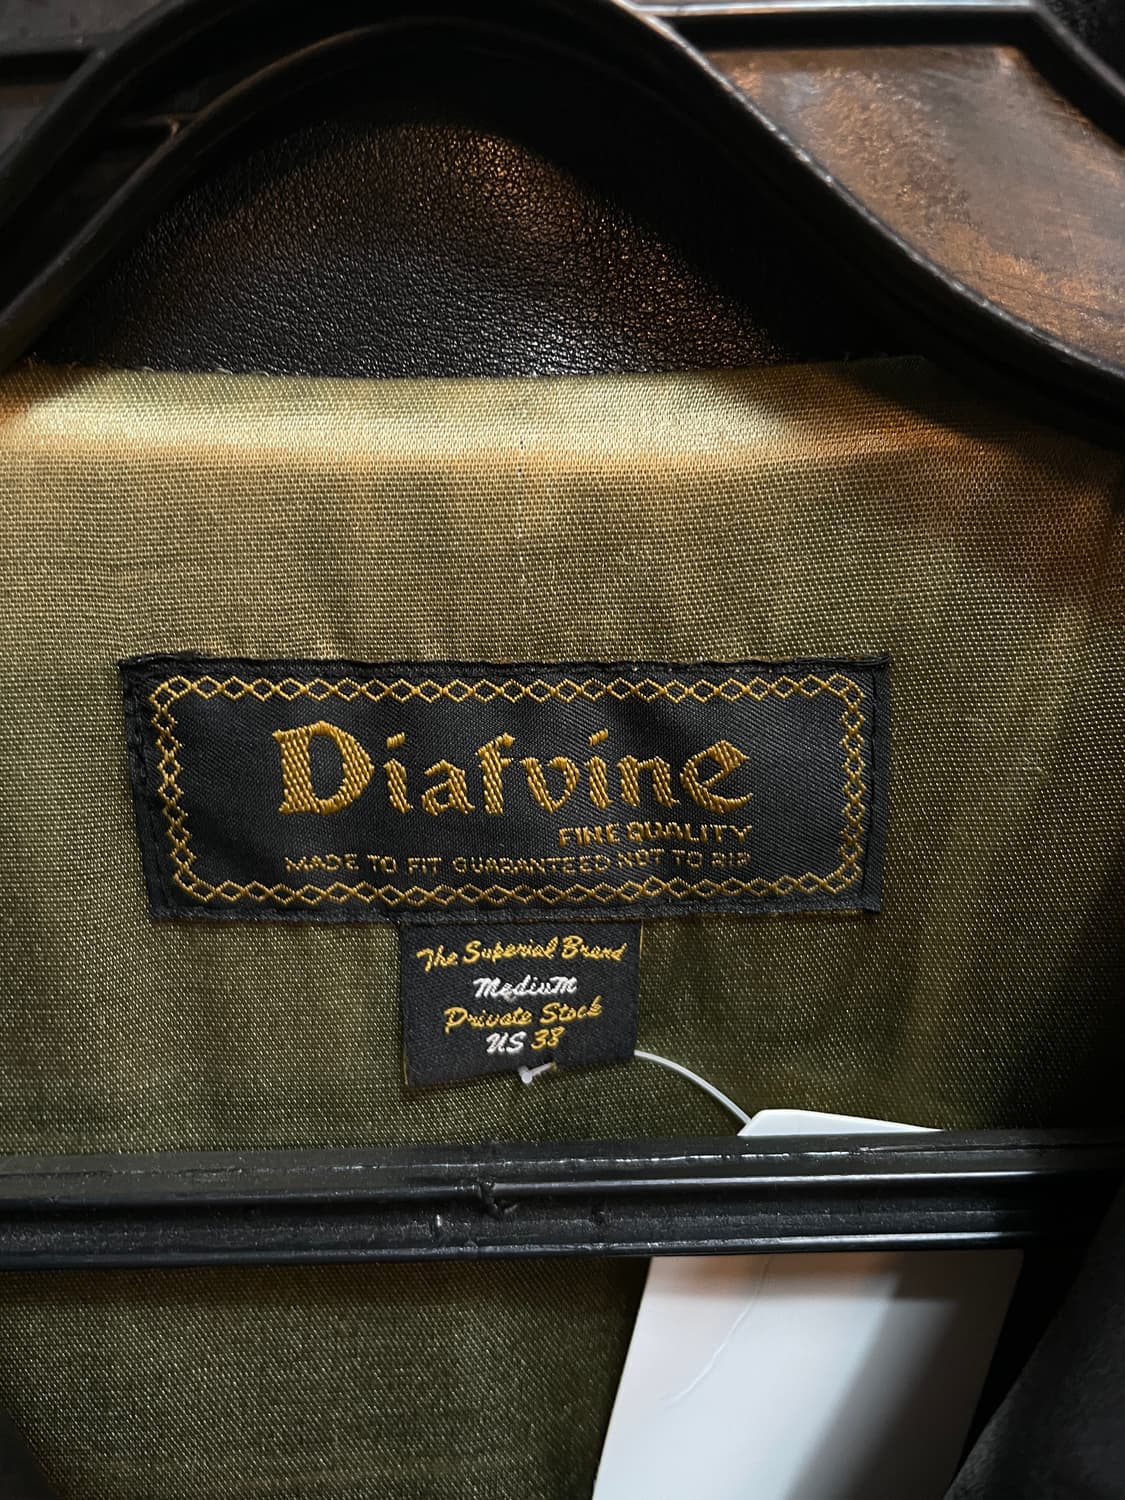 Diafvine
FINE QUALITY
MADE TO FIT GUARANTEED NOT TO RIP
The Superial Brand
Medium
Private Stock
US 38